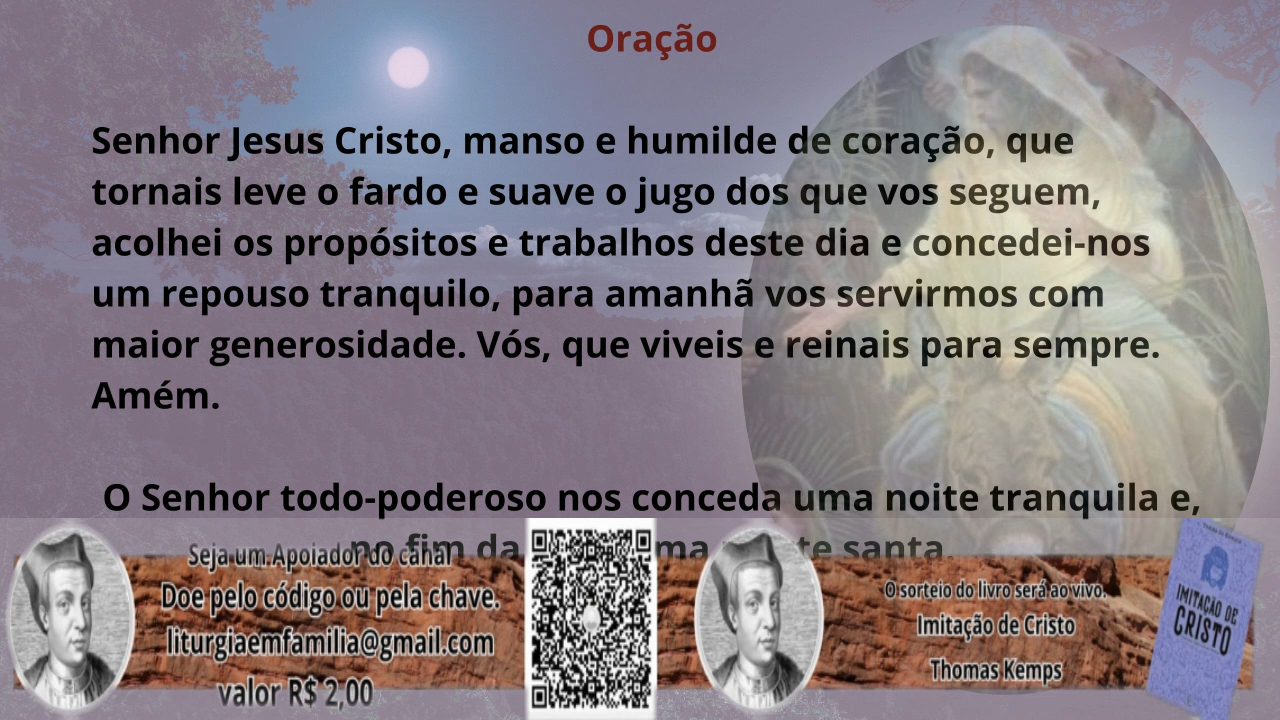 Oração
Senhor Jesus Cristo, manso e humilde de coração, que
tornais leve o fardo e suave o jugo dos que vos seguem,
acolhei os propósitos e trabalhos deste dia e concedei-nos
um repouso tranquilo, para amanhã vos servirmos com
maior generosidade. Vós, que viveis e reinais para sempre.
Amém.
O Senhor todo-poderoso nos conceda uma noite tranquila e,
no fim da santa.
Seja um Apoiador do canal
Doe pelo código ou pela chave.
liturgiaemfamilia@gmail.com
valor R$ 2,00
O sorteio do livro será ao vivo.
Imitação de Cristo
Thomas Kemps
IMITAÇÃO DE
CRISTO